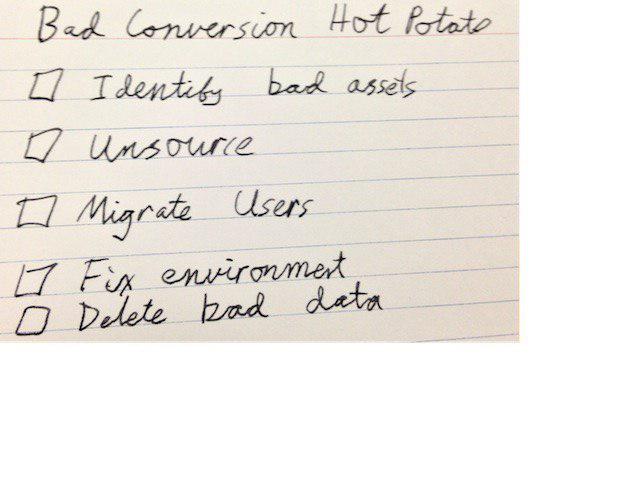 Bad Conversion Hot Potato
Identify bad assets
Unsource
Migrate Users
Fix environment
Delete bad data